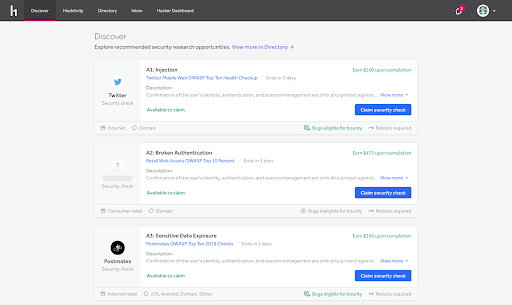 Discover
Hacktivity
Directory
Inbox
Hacker Dashboard
Discover
Explore recommended security research opportunities. View more in Directory →
A1: Injection
Earn $200 upon completion
Twitter Mobile Web OWASP Top Ten Health Checkup
Ends in 5 days
Description
Confirmation of the user's identity, authentication, and session management are critical to protect against...
View more
Twitter
Security check
Available to claim
Claim security check
Internet
Domain
Bugs eligible for bounty
Retests required
A2: Broken Authentication
Earn $475 upon completion
Retail Web Assets OWASP Top 10 Pentest
Ends in 5 days
Description
Confirmation of the user's identity, authentication, and session management are critical to protect against...
View more
?
Security check
Available to claim
Claim security check
Consumer retail
Domain
Bugs ineligible for bounty
Retests required
A3: Sensitive Data Exposure
Postmates OWASP Top Ten 2019 Checks
Ends in 5 days
Description
Confirmation of the user's identity, authentication, and session management are critical to protect against...
View more
Postmates
Security check
Available to claim
Claim security check
Internet retail
iOS, Android, Domain, Other
Bugs eligible for bounty
Retests required